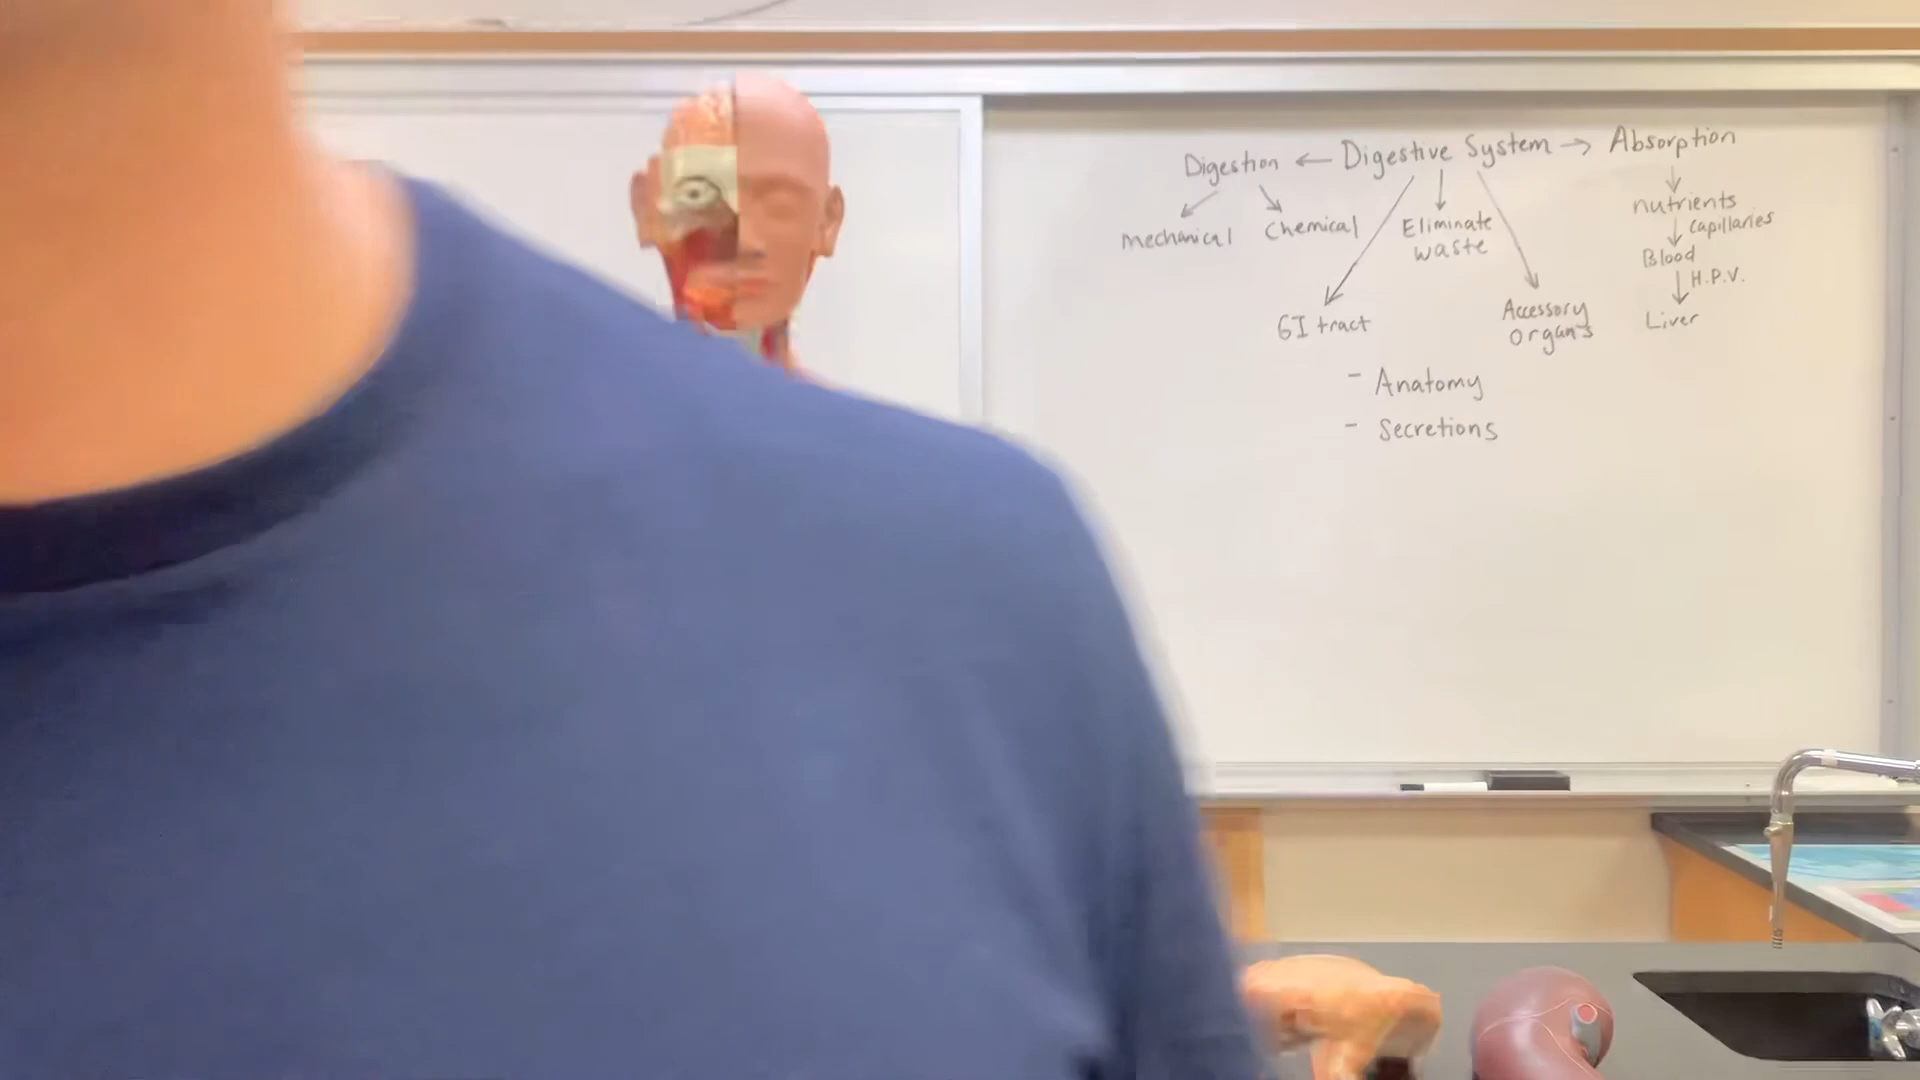 Digestion ← Digestive System → Absorption
mechanical
Chemical
Eliminate
waste
nutrients
capillaries
Blood
H.P.V.
Liver
GI tract
Accessory
organs
- Anatomy
- Secretions